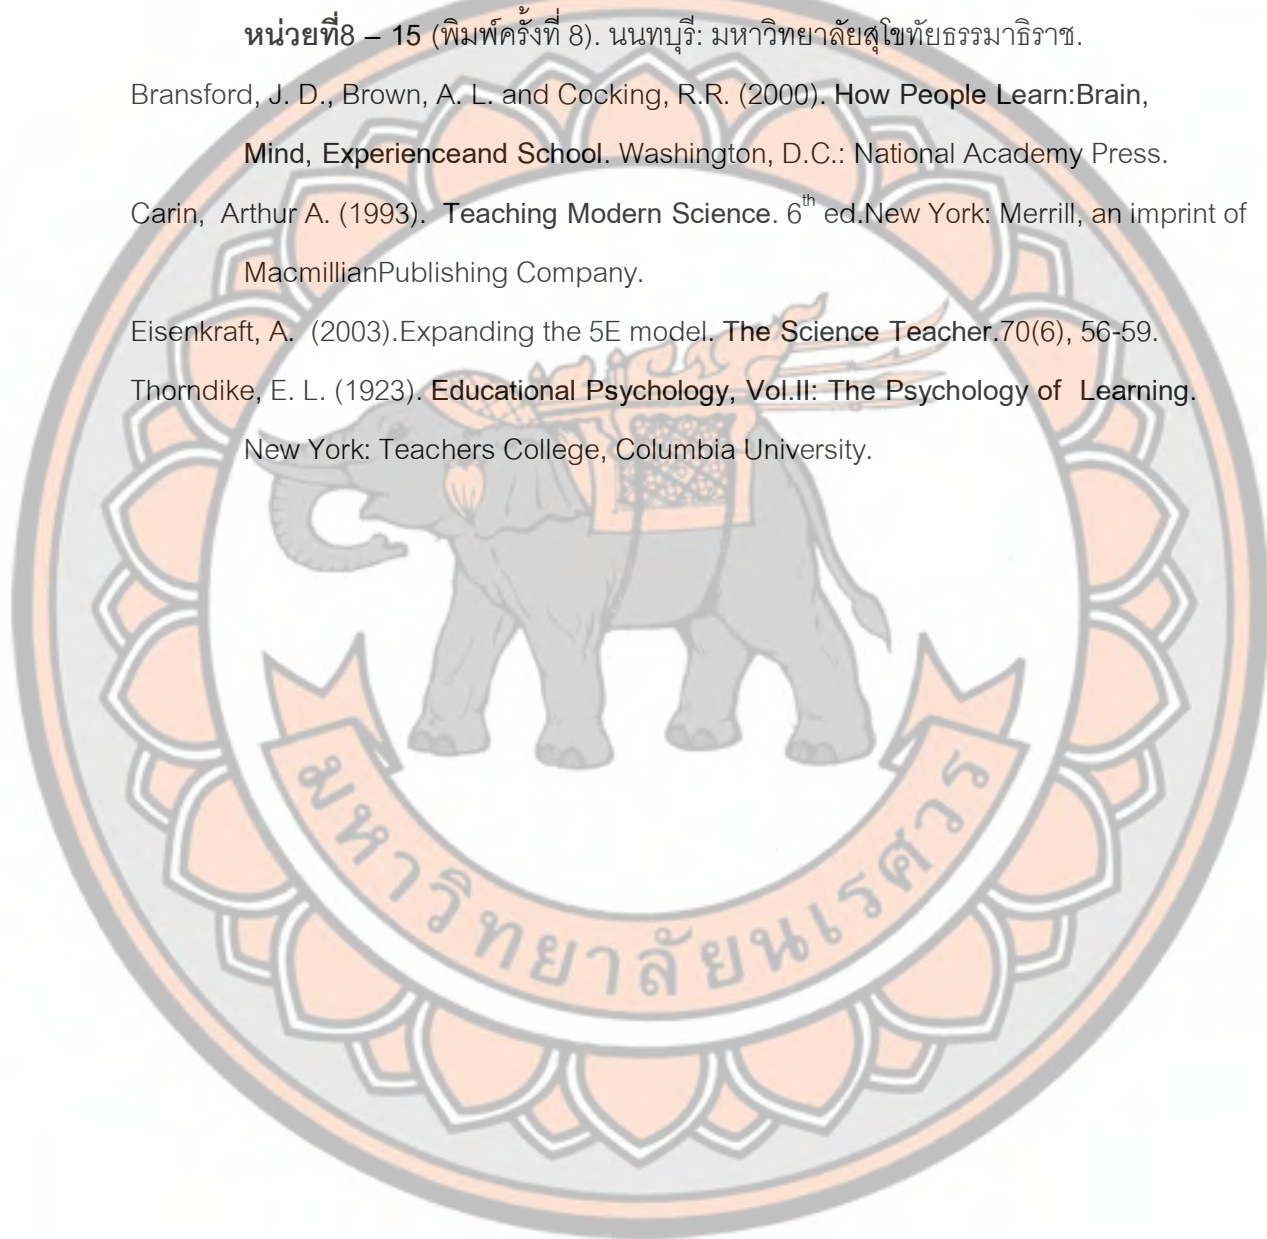 หน่วยที่8 – 15 (พิมพ์ครั้งที่ 8). นนทบุรี: มหาวิทยาลัยสุโขทัยธรรมาธิราช.
Bransford, J. D., Brown, A. L. and Cocking, R.R. (2000). How People Learn:Brain,
Mind, Experienceand School. Washington, D.C.: National Academy Press.
Carin, Arthur A. (1993). Teaching Modern Science. 6th ed.New York: Merrill, an imprint of
MacmillianPublishing Company.
Eisenkraft, A. (2003).Expanding the 5E model. The Science Teacher.70(6), 56-59.
Thorndike, E. L. (1923). Educational Psychology, Vol.II: The Psychology of Learning.
New York: Teachers College, Columbia University.
มหาวิทยาลัยนเรศวร